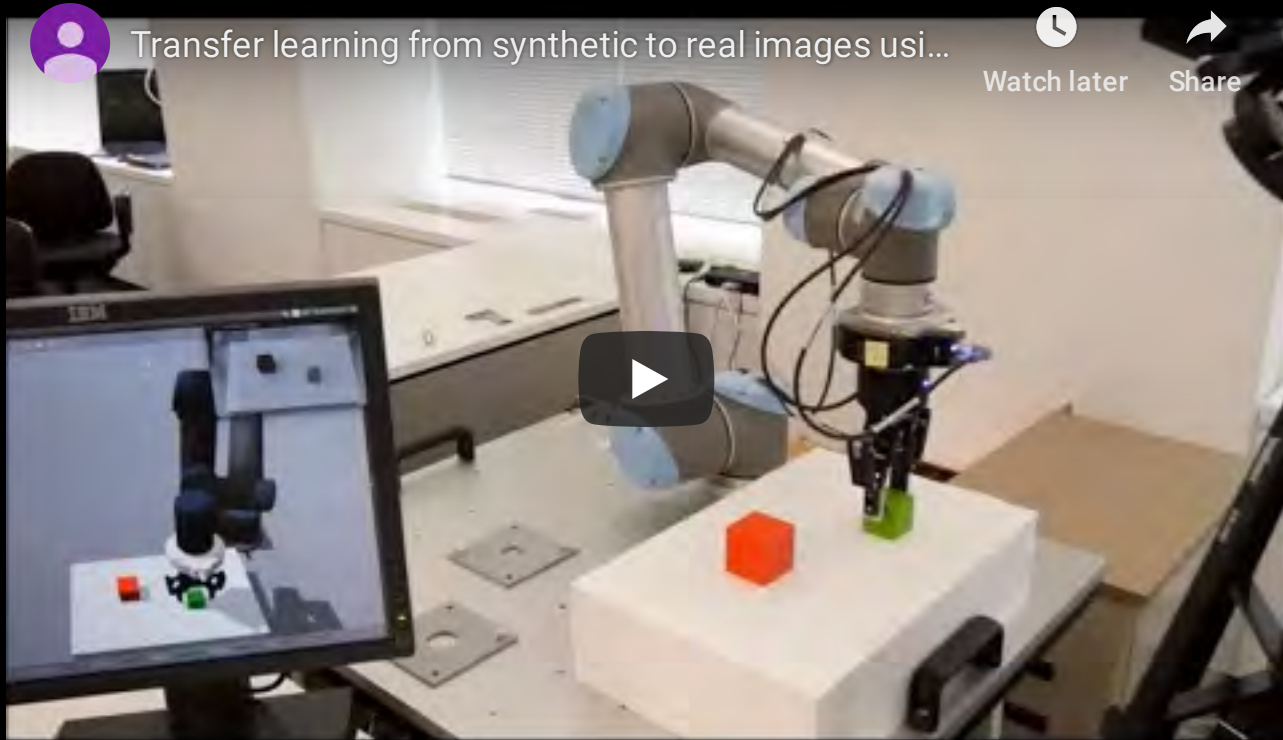 Transfer learning from synthetic to real images usi...
Watch later
Share
IBM